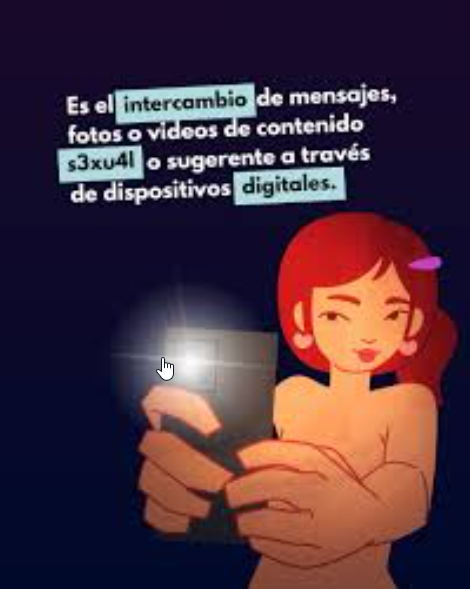 Es el intercambio de mensajes,
fotos o videos de contenido
s3xu4l o sugerente a través
de dispositivos digitales.